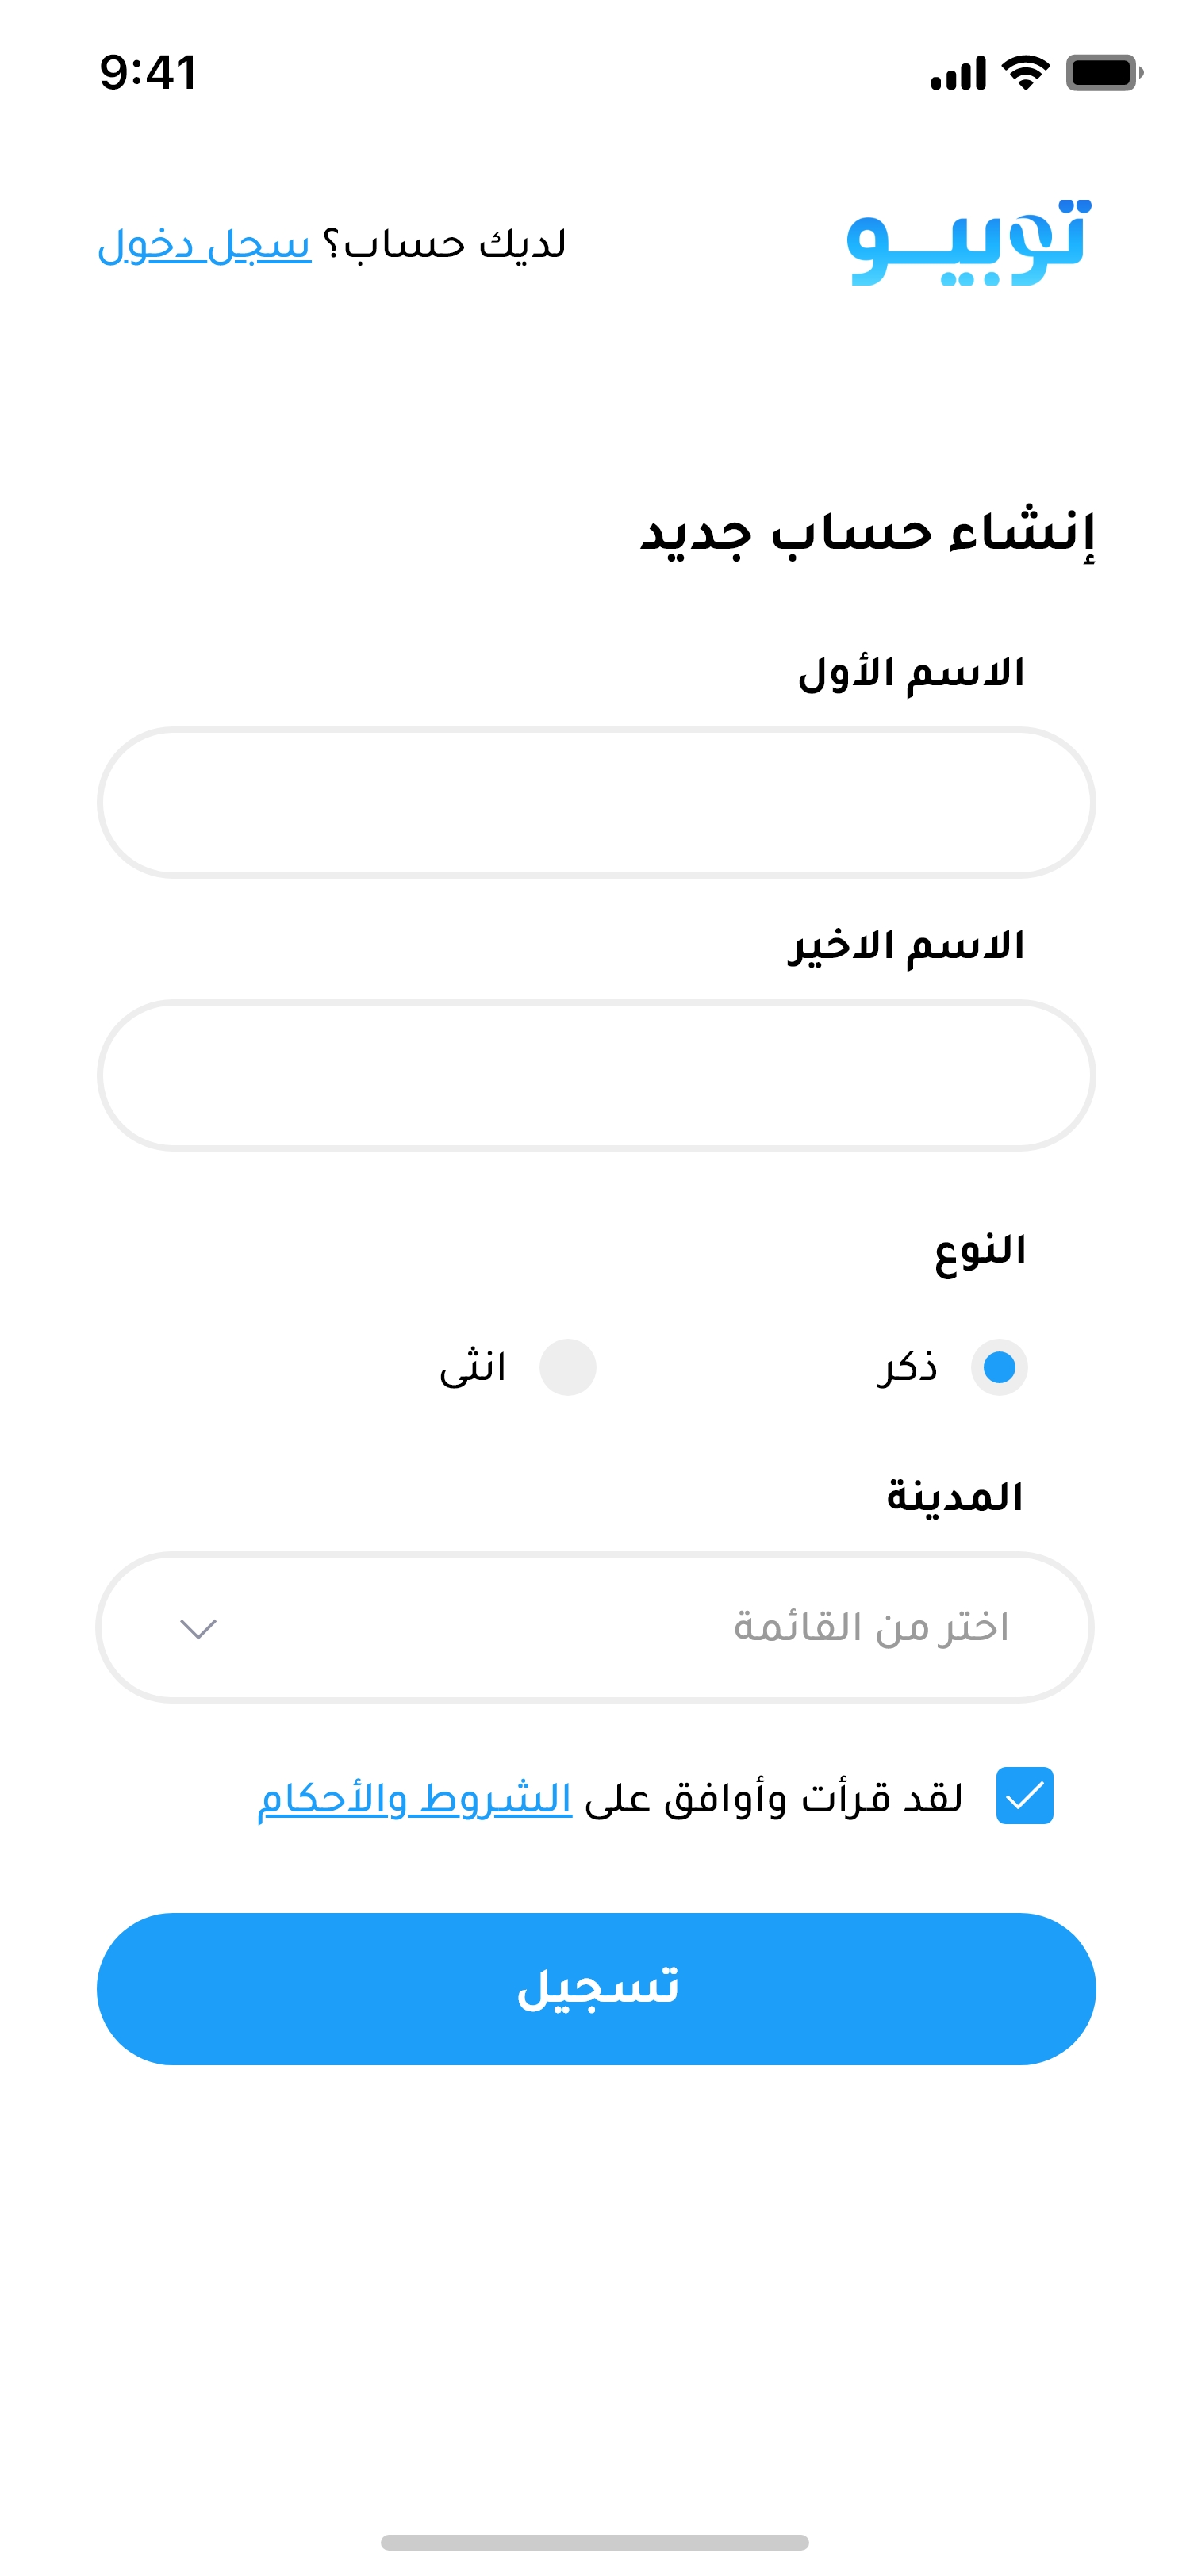 9:41
توبيو
لديك حساب؟ سجل دخول
إنشاء حساب جديد
الاسم الأول
الاسم الاخير
النوع
ذكر
انثى
المدينة
اختر من القائمة
لقد قرأت وأوافق على الشروط والأحكام
تسجيل